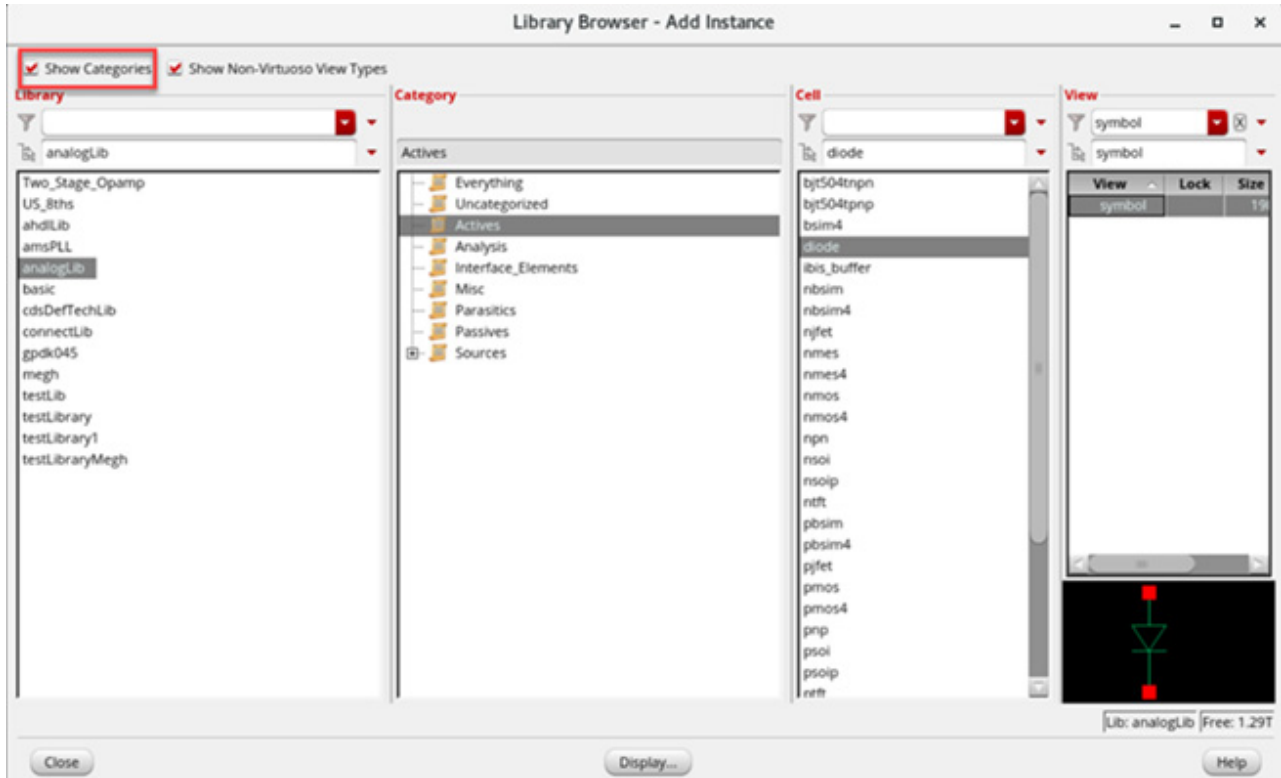 Library Browser - Add Instance
Show Categories
Show Non-Virtuoso View Types
Library
analogLib
Two_Stage_Opamp
US_8ths
ahdlLib
amsPLL
analogLib
basic
cdsDefTechLib
connectLib
gpdk045
megh
testLib
testLibrary
testLibrary1
testLibraryMegh
Category
Actives
Everything
Uncategorized
Actives
Analysis
Interface_Elements
Misc
Parasitics
Passives
Sources
Cell
diode
bjt504tnpn
bjt504tpnp
bsim4
diode
ibis_buffer
nbsim
nbsim4
njfet
nmes
nmes4
nmos
nmos4
npn
nsoi
nsoip
ntft
pbsim
pbsim4
pjfet
pmos
pmos4
pnp
psoi
psoip
View
symbol
symbol
View Lock Size
symbol 19
Lib: analogLib Free: 1.29T
Close
Display...
Help